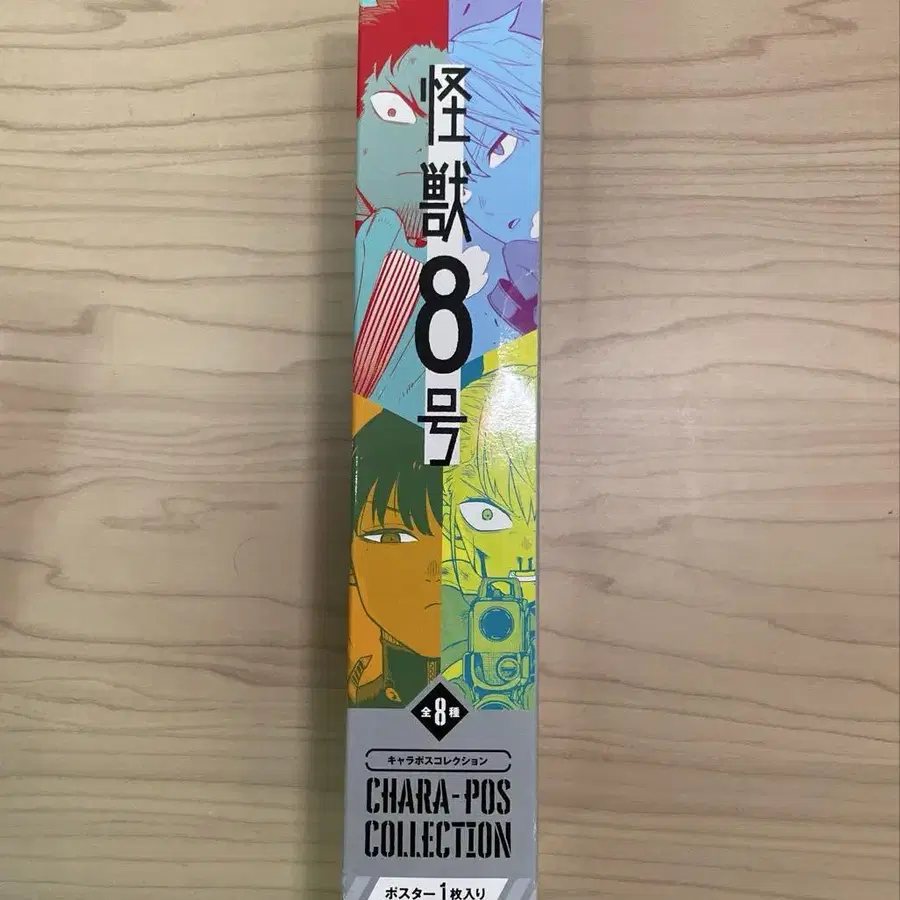 怪獣8号
全8種
キャラポスコレクション
CHARA-POS
COLLECTION
ポスター1枚入り